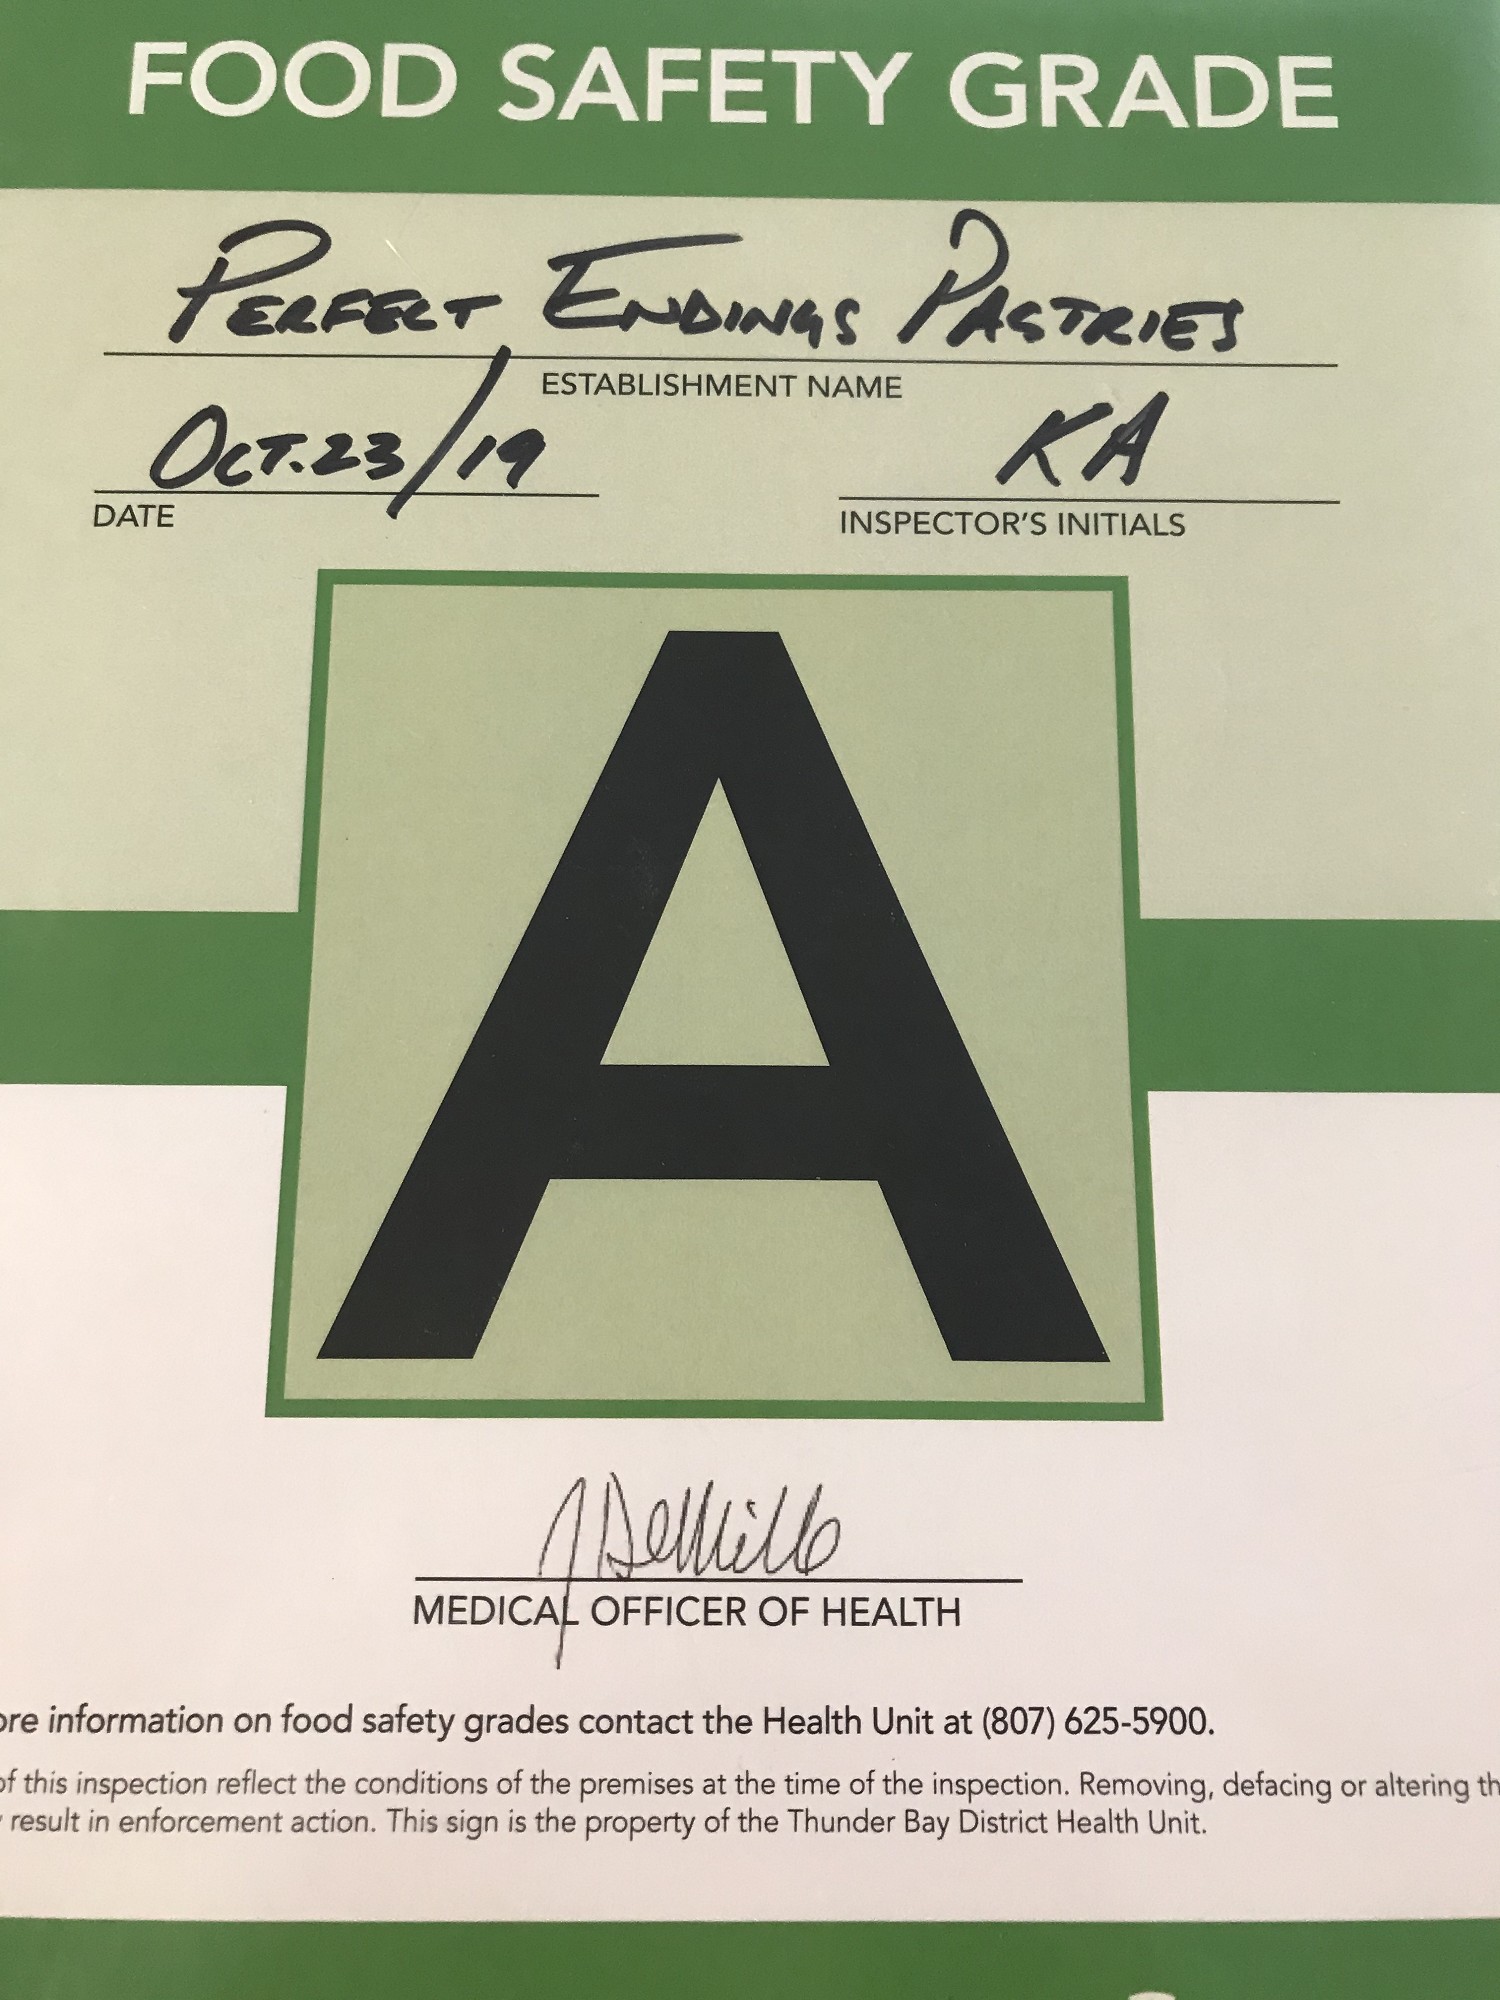 FOOD SAFETY GRADE
PERFECT ENDINGS PASTRIES
ESTABLISHMENT NAME
OCT.23/19 KA
DATE INSPECTOR'S INITIALS
A
MEDICAL OFFICER OF HEALTH
ore information on food safety grades contact the Health Unit at (807) 625-5900.
of this inspection reflect the conditions of the premises at the time of the inspection. Removing, defacing or altering th
result in enforcement action. This sign is the property of the Thunder Bay District Health Unit.